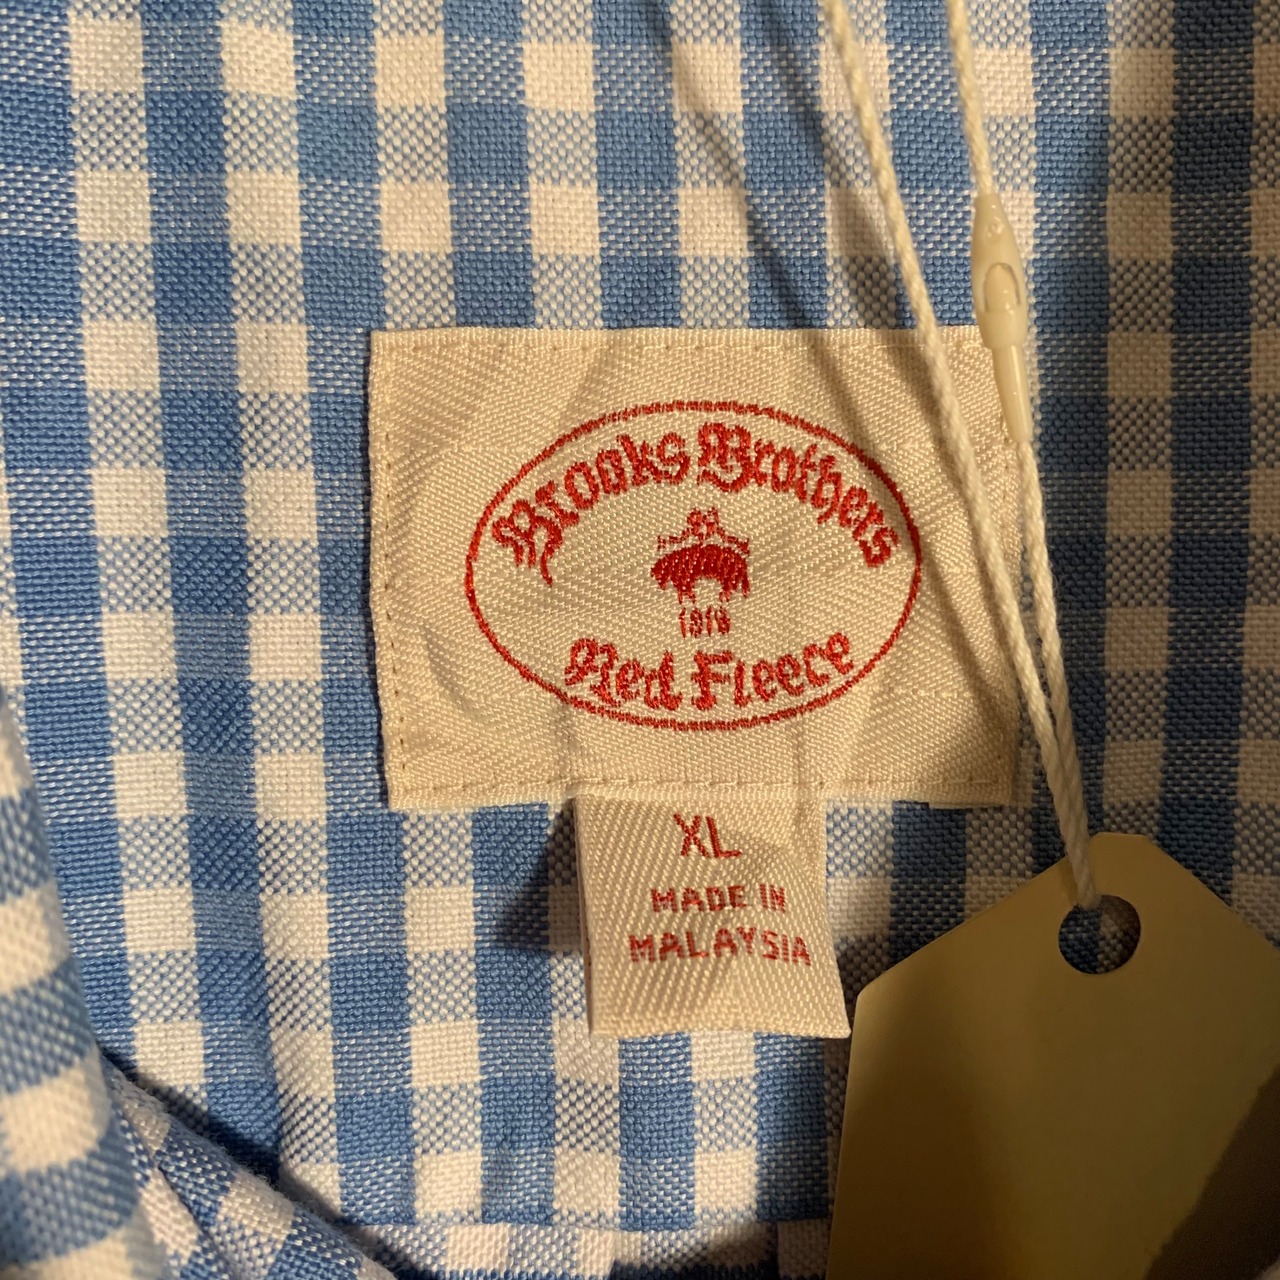 Brooks Brothers
1818
Red Fleece
XL
MADE IN
MALAYSIA